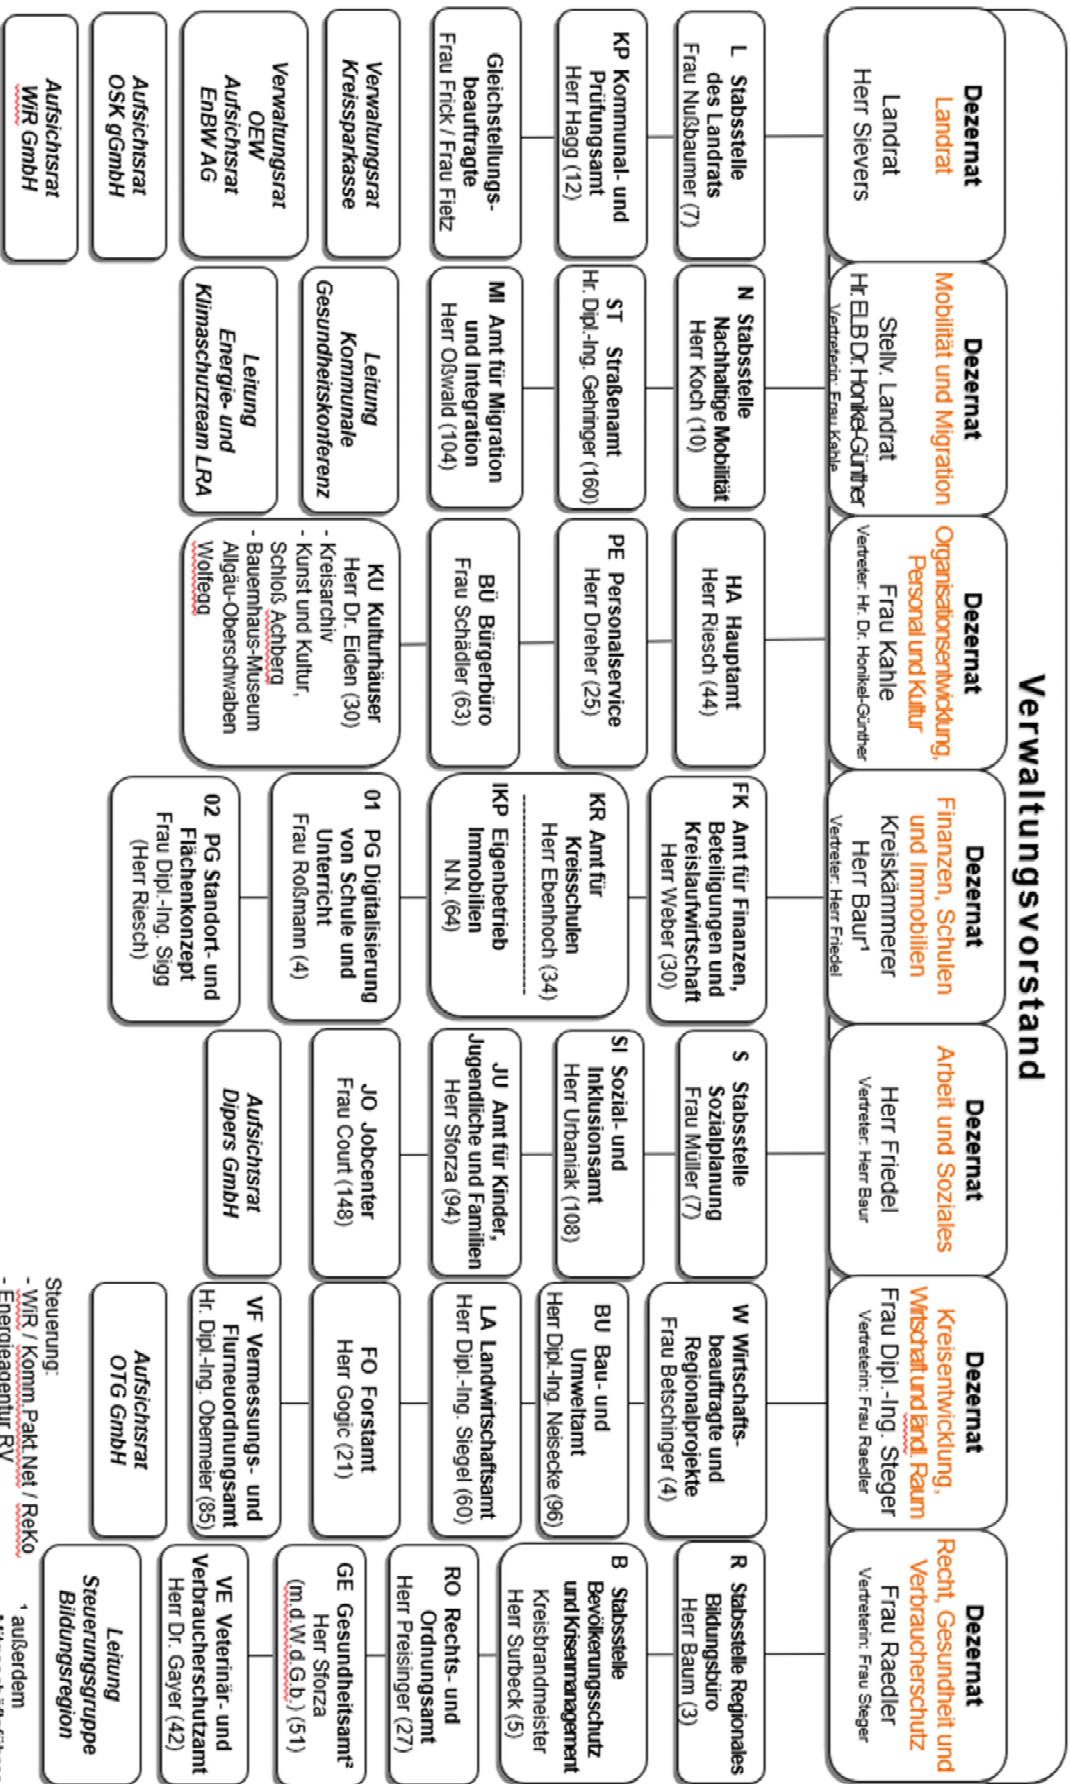 Verwaltungsvorstand
Dezernat
Landrat
Landrat
Herr Sievers
L Stabsstelle
des Landrats
Frau Nußbaumer (7)
KP Kommunal- und
Prüfungsamt
Herr Hagg (12)
Gleichstellungs-
beauftragte
Frau Frick / Frau Fietz
Verwaltungsrat
Kreissparkasse
Verwaltungsrat
OEW
Aufsichtsrat
EnBW AG
Aufsichtsrat
OSK gGmbH
Aufsichtsrat
WiR GmbH
Dezernat
Mobilität und Migration
Stellv. Landrat
Hr. ELB Dr. Honikel-Günther
Vertreterin: Frau Kahle
N Stabsstelle
Nachhaltige Mobilität
Herr Koch (10)
ST Straßenamt
Hr. Dipl.-Ing. Gehringer (160)
MI Amt für Migration
und Integration
Herr Oßwald (104)
Leitung
Kommunale
Gesundheitskonferenz
Leitung
Energie- und
Klimaschutzteam LRA
Dezernat
Organisationsentwicklung,
Personal und Kultur
Frau Kahle
Vertreter: Hr. Dr. Honikel-Günther
HA Hauptamt
Herr Riesch (44)
PE Personalservice
Herr Dreher (25)
BÜ Bürgerbüro
Frau Schädler (63)
KU Kulturhäuser
Herr Dr. Eiden (30)
- Kreisarchiv
- Kunst und Kultur,
Schloß Achberg
- Bauernhaus-Museum
Allgäu-Oberschwaben
Wolfegg
Dezernat
Finanzen, Schulen
und Immobilien
Kreiskämmerer
Herr Baur¹
Vertreter: Herr Friedel
FK Amt für Finanzen,
Beteiligungen und
Kreislaufwirtschaft
Herr Weber (30)
KR Amt für
Kreisschulen
Herr Ebenhoch (34)
IKP Eigenbetrieb
Immobilien
N.N. (64)
01 PG Digitalisierung
von Schule und
Unterricht
Frau Roßmann (4)
02 PG Standort- und
Flächenkonzept
Frau Dipl.-Ing. Sigg
(Herr Riesch)
Dezernat
Arbeit und Soziales
Herr Friedel
Vertreter: Herr Baur
S Stabsstelle
Sozialplanung
Frau Müller (7)
SI Sozial- und
Inklusionsamt
Herr Urbaniak (108)
JU Amt für Kinder,
Jugendliche und Familien
Herr Sforza (94)
JO Jobcenter
Frau Court (148)
Aufsichtsrat
Dipers GmbH
Dezernat
Kreisentwicklung,
Wirtschaft und ländl. Raum
Frau Dipl.-Ing. Steger
Vertreterin: Frau Raedler
W Wirtschafts-
beauftragte und
Regionalprojekte
Frau Betschinger (4)
BU Bau- und
Umweltamt
Herr Dipl.-Ing. Neisecke (96)
LA Landwirtschaftsamt
Herr Dipl.-Ing. Siegel (60)
FO Forstamt
Herr Gogic (21)
VF Vermessungs- und
Flurneuordnungsamt
Hr. Dipl.-Ing. Obermeier (85)
Aufsichtsrat
OTG GmbH
Steuerung:
- WiR / Komm.Pakt.Net / ReKo
- Energieagentur RV
Dezernat
Recht, Gesundheit und
Verbraucherschutz
Frau Raedler
Vertreterin: Frau Steger
R Stabsstelle Regionales
Bildungsbüro
Herr Baum (3)
B Stabsstelle
Bevölkerungsschutz
und Krisenmanagement
Kreisbrandmeister
Herr Surbeck (5)
RO Rechts- und
Ordnungsamt
Herr Preisinger (27)
GE Gesundheitsamt²
Herr Sforza
(m.d.W.d.G.b.) (51)
VE Veterinär- und
Verbraucherschutzamt
Herr Dr. Gayer (42)
Leitung
Steuerungsgruppe
Bildungsregion
¹ außerdem